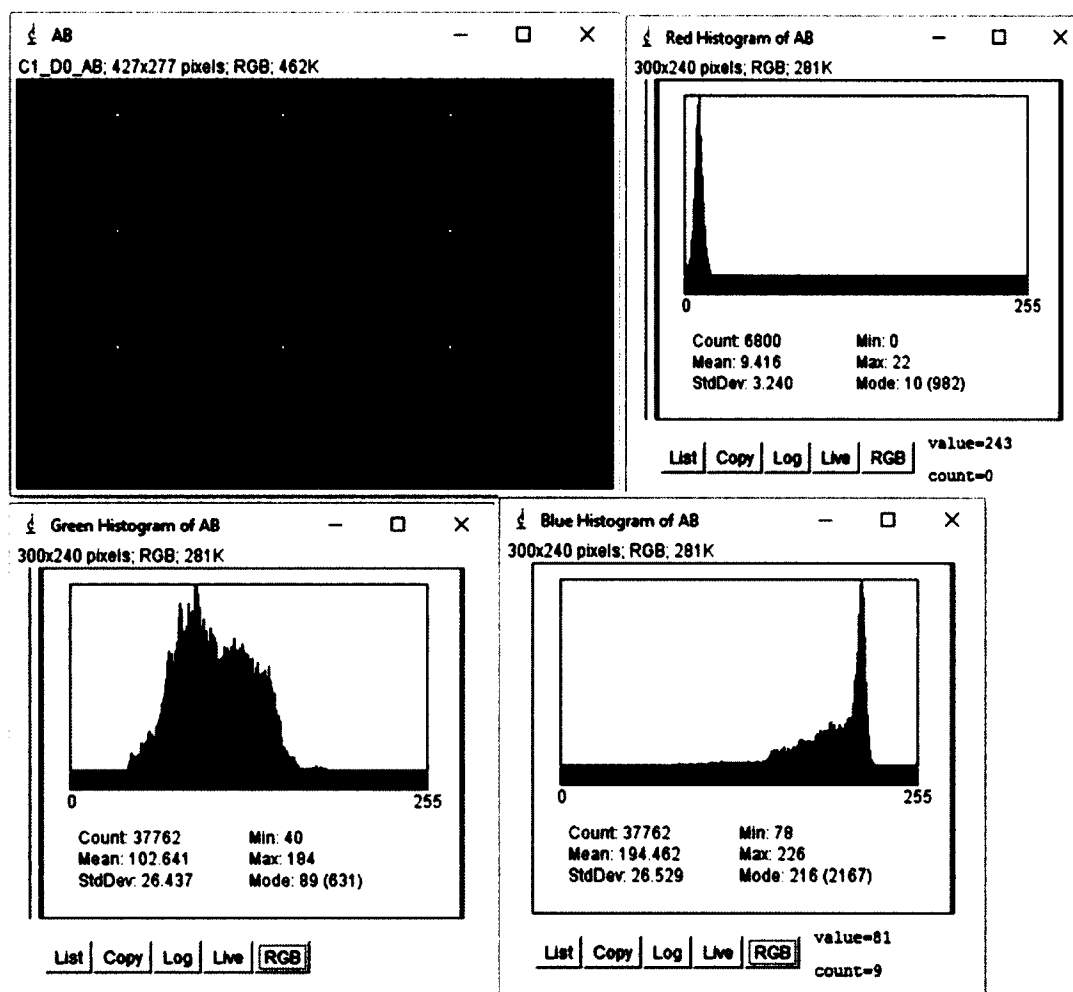 AB
C1_D0_AB; 427x277 pixels; RGB; 462K
Red Histogram of AB
300x240 pixels; RGB; 281K
0 255
Count: 6800 Min: 0
Mean: 9.416 Max: 22
StdDev: 3.240 Mode: 10 (982)
List Copy Log Live RGB value=243
count=0
Green Histogram of AB
300x240 pixels; RGB; 281K
0 255
Count: 37762 Min: 40
Mean: 102.641 Max: 184
StdDev: 26.437 Mode: 89 (631)
List Copy Log Live RGB
Blue Histogram of AB
300x240 pixels; RGB; 281K
0 255
Count: 37762 Min: 78
Mean: 194.462 Max: 226
StdDev: 26.529 Mode: 216 (2167)
List Copy Log Live RGB value=81
count=9